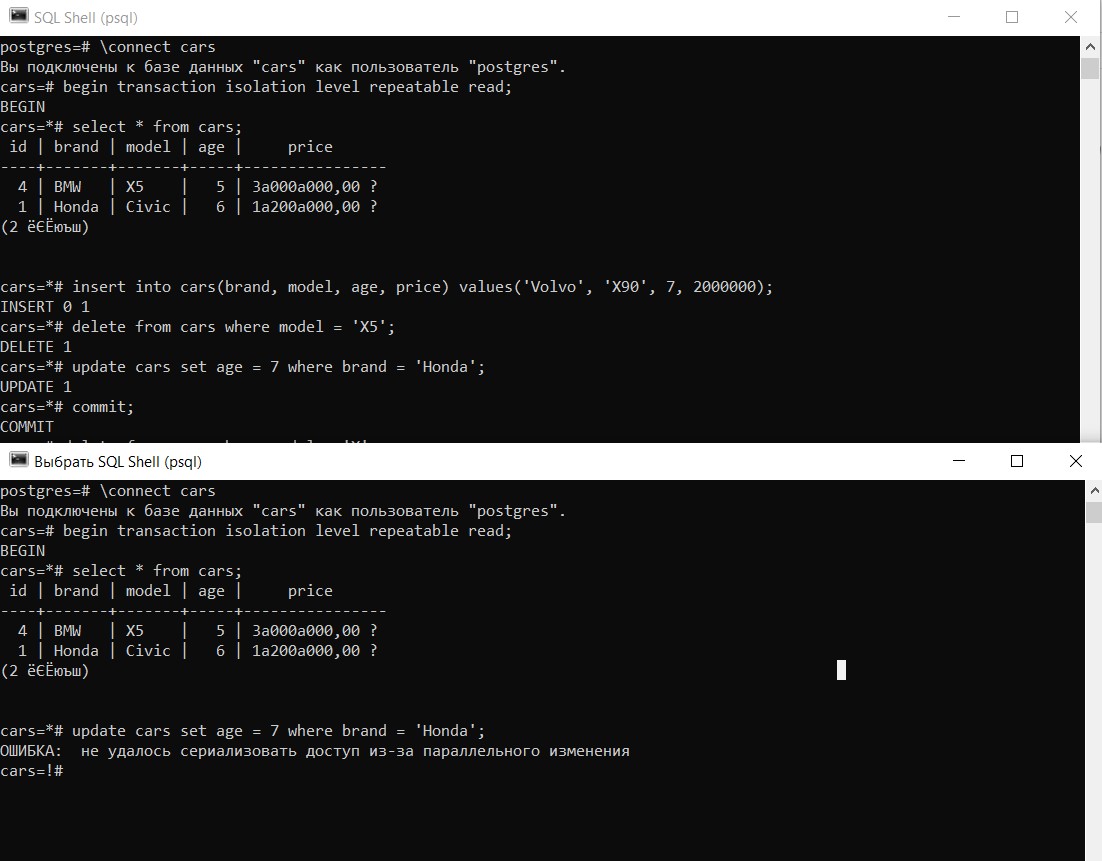 SQL Shell (psql)
postgres=# \connect cars
Вы подключены к базе данных "cars" как пользователь "postgres".
cars=# begin transaction isolation level repeatable read;
BEGIN
cars=*# select * from cars;
 id | brand | model | age |     price
----+-------+-------+-----+----------------
  4 | BMW   | X5    |   5 | 3а000а000,00 ?
  1 | Honda | Civic |   6 | 1а200а000,00 ?
(2 ёЄЁюъш)
cars=*# insert into cars(brand, model, age, price) values('Volvo', 'X90', 7, 2000000);
INSERT 0 1
cars=*# delete from cars where model = 'X5';
DELETE 1
cars=*# update cars set age = 7 where brand = 'Honda';
UPDATE 1
cars=*# commit;
COMMIT
Выбрать SQL Shell (psql)
postgres=# \connect cars
Вы подключены к базе данных "cars" как пользователь "postgres".
cars=# begin transaction isolation level repeatable read;
BEGIN
cars=*# select * from cars;
 id | brand | model | age |     price
----+-------+-------+-----+----------------
  4 | BMW   | X5    |   5 | 3а000а000,00 ?
  1 | Honda | Civic |   6 | 1а200а000,00 ?
(2 ёЄЁюъш)
cars=*# update cars set age = 7 where brand = 'Honda';
ОШИБКА:  не удалось сериализовать доступ из-за параллельного изменения
cars=!#